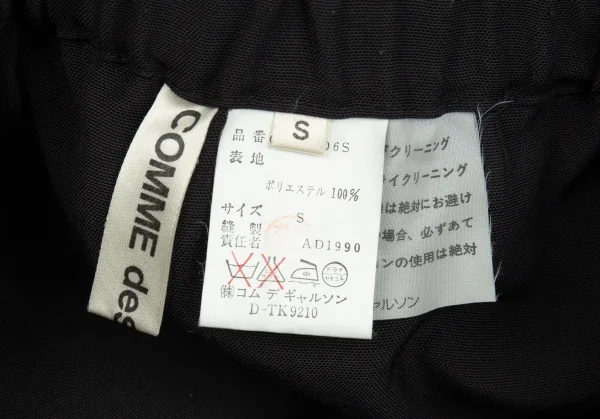 COMME des
S
品番 06S
表地
ポリエステル 100%
サイズ S
縫製
責任者 AD1990
ドライ
㈱コム デ ギャルソン
D-TK9210
クリーニング
イクリーニング
は絶対にお避け
場合、必ずあて
ンの使用は絶対
ャルソン